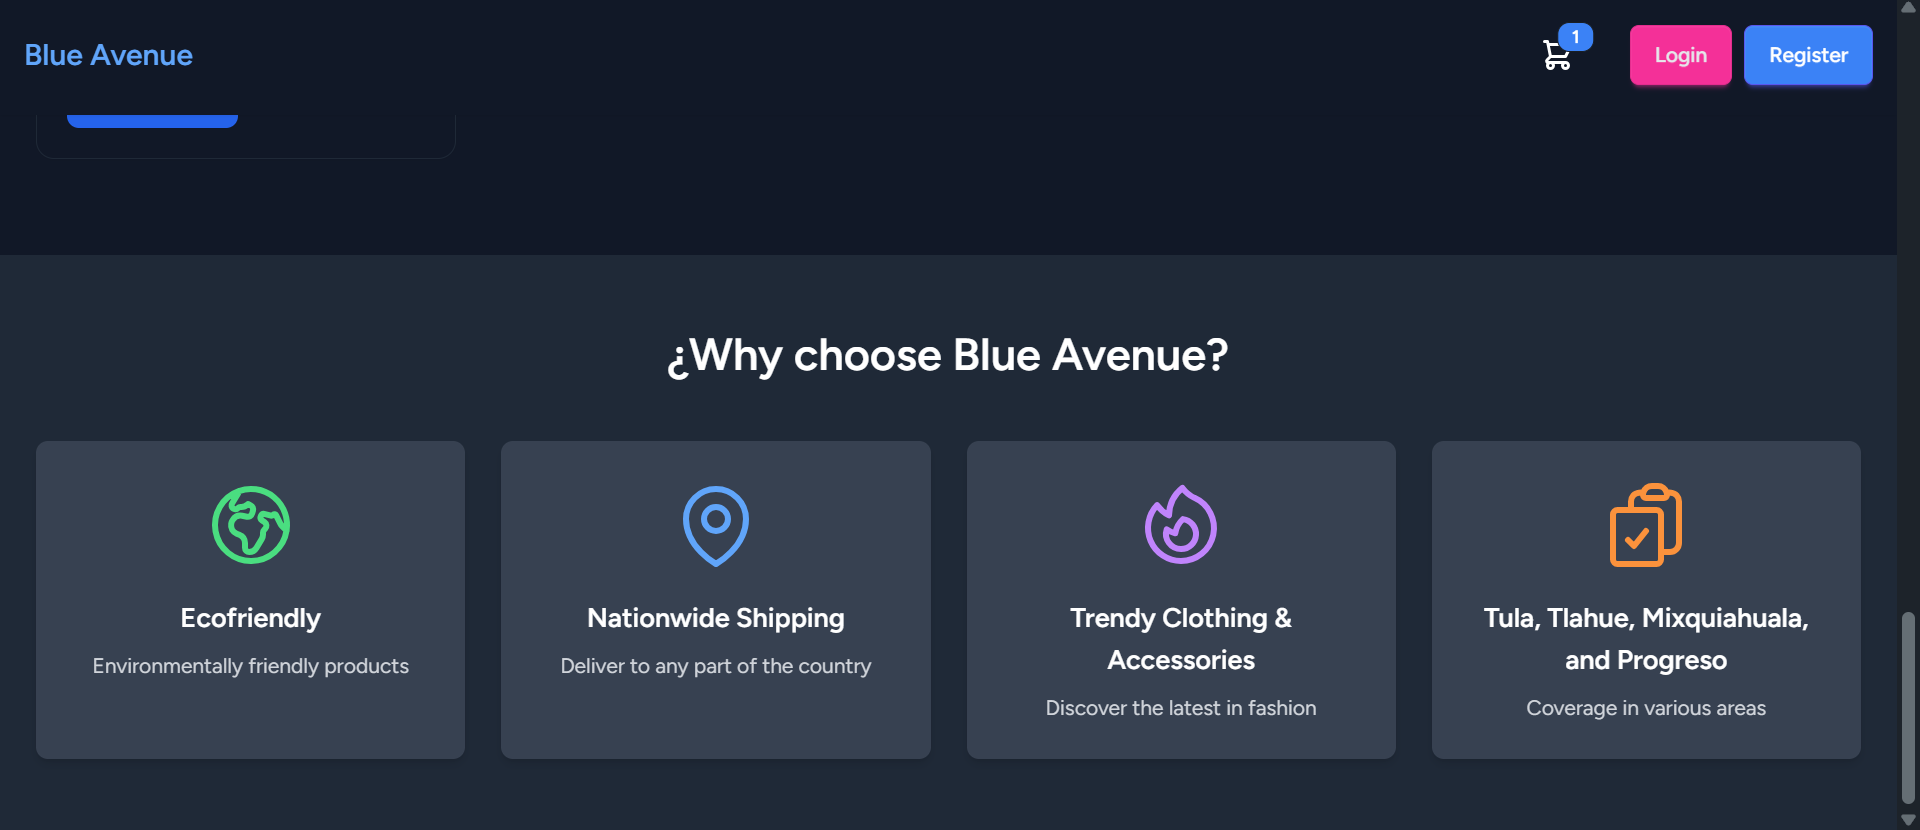 Blue Avenue
1
Login
Register
¿Why choose Blue Avenue?
Ecofriendly
Environmentally friendly products
Nationwide Shipping
Deliver to any part of the country
Trendy Clothing &
Accessories
Discover the latest in fashion
Tula, Tlahue, Mixquiahuala,
and Progreso
Coverage in various areas